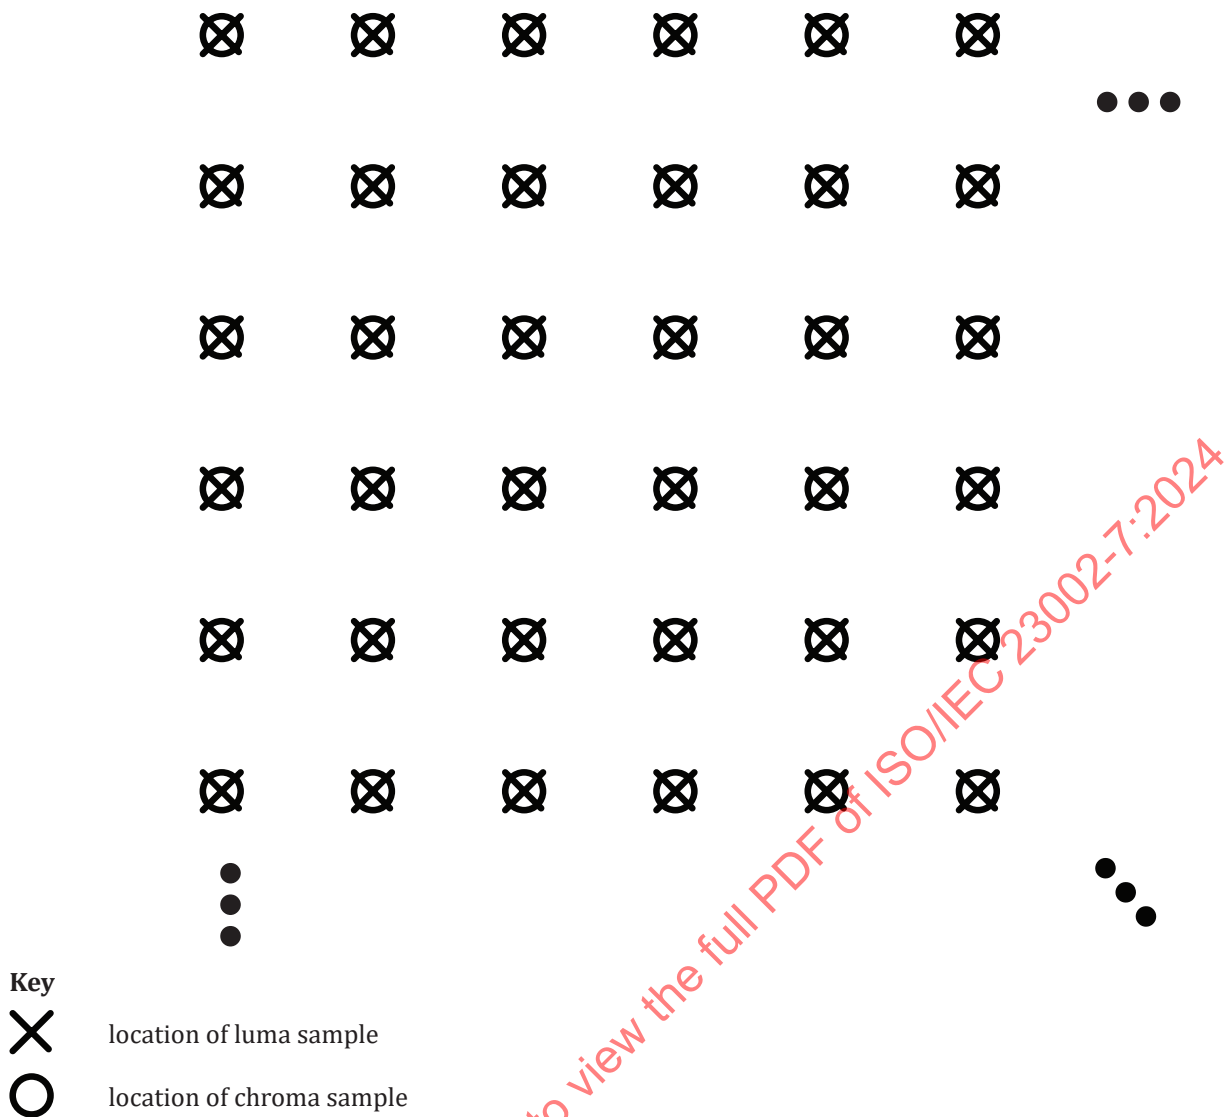 Key
location of luma sample
location of chroma sample
to view the full PDF of ISO/IEC 23002-7:2024